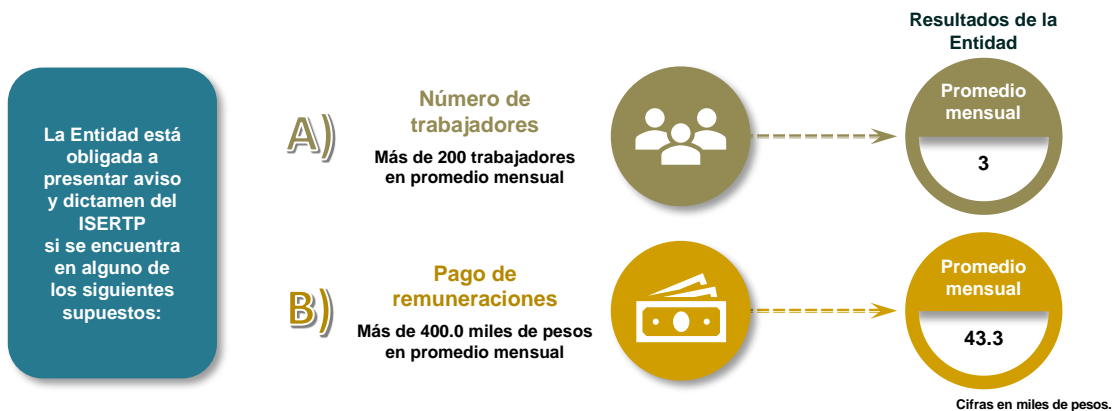 Resultados de la
Entidad
La Entidad está
obligada a
presentar aviso
y dictamen del
ISERTP
si se encuentra
en alguno de
los siguientes
supuestos:
A)
Número de
trabajadores
Más de 200 trabajadores
en promedio mensual
Promedio
mensual
3
B)
Pago de
remuneraciones
Más de 400.0 miles de pesos
en promedio mensual
Promedio
mensual
43.3
Cifras en miles de pesos.